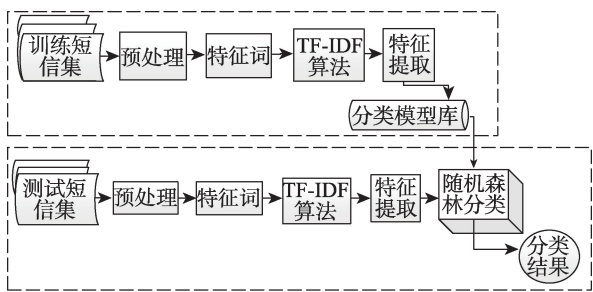 训练短
信集
预处理
特征词
TF-IDF
算法
特征
提取
分类模型库
测试短
信集
预处理
特征词
TF-IDF
算法
特征
提取
随机森
林分类
分类
结果